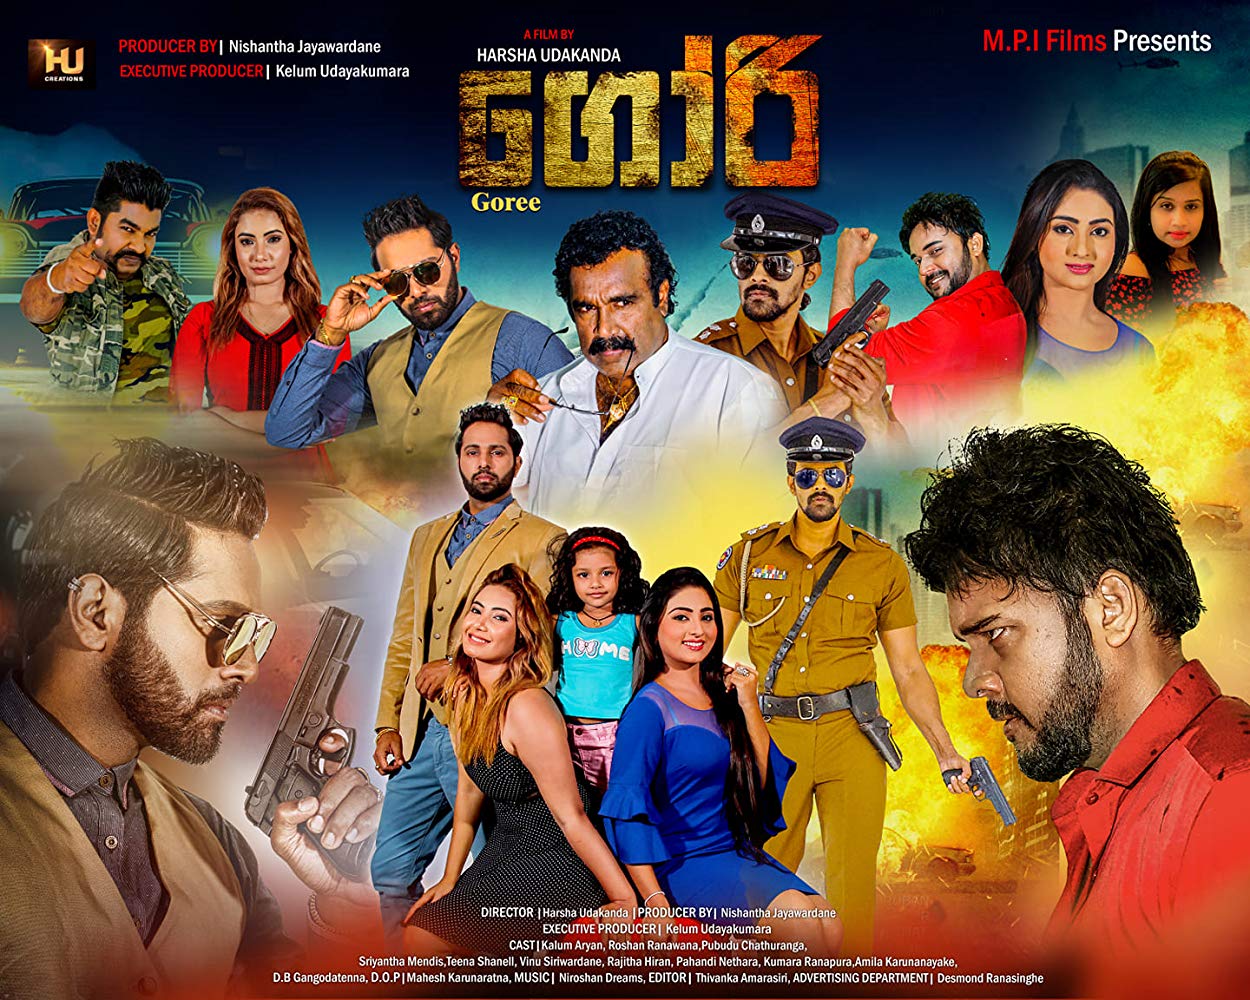 HU
CREATIONS
PRODUCER BY| Nishantha Jayawardane
EXECUTIVE PRODUCER| Kelum Udayakumara
A FILM BY
HARSHA UDAKANDA
ගෝරි
Goree
M.P.I Films Presents
HOME
DIRECTOR |Harsha Udakanda |PRODUCER BY| Nishantha Jayawardane
EXECUTIVE PRODUCER| Kelum Udayakumara
CAST|Kalum Aryan, Roshan Ranawana,Pubudu Chathuranga,
Sriyantha Mendis,Teena Shanell, Vinu Siriwardane, Rajitha Hiran, Pahandi Nethara, Kumara Ranapura,Amila Karunanayake,
D.B Gangodatenna, D.O.P|Mahesh Karunaratna, MUSIC| Niroshan Dreams, EDITOR| Thivanka Amarasiri, ADVERTISING DEPARTMENT| Desmond Ranasinghe